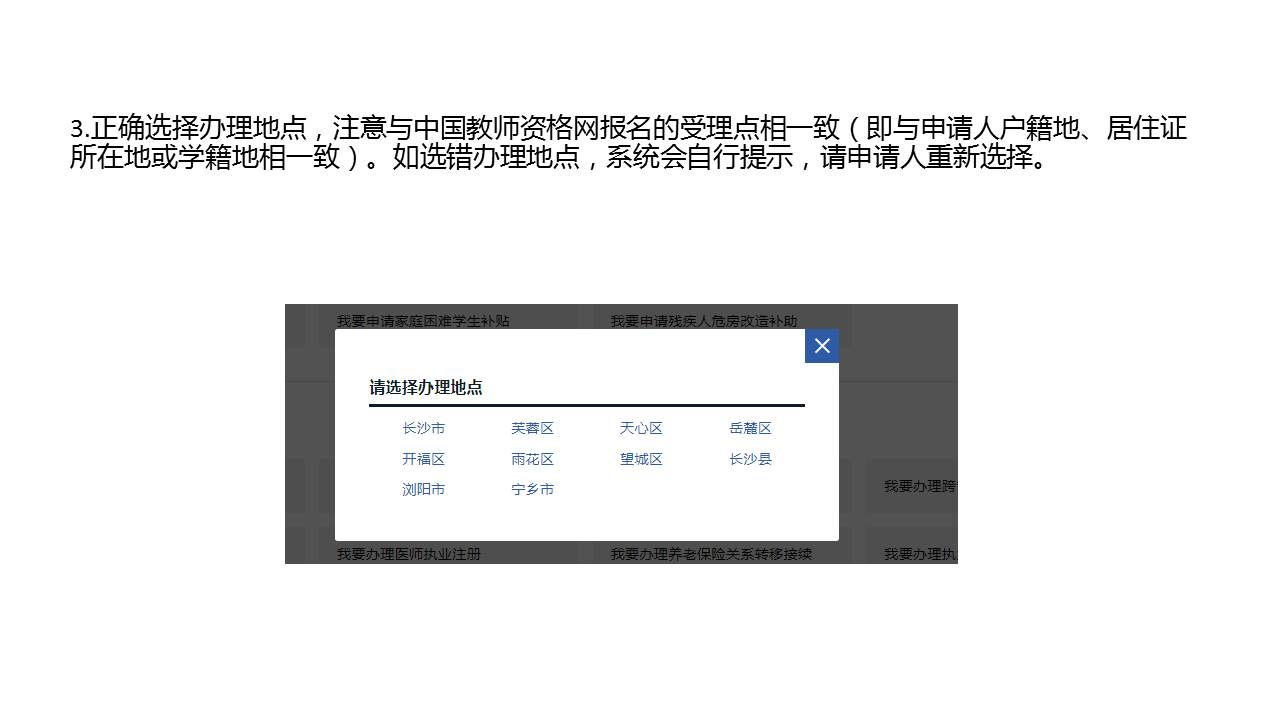 3.正确选择办理地点，注意与中国教师资格网报名的受理点相一致（即与申请人户籍地、居住证
所在地或学籍地相一致）。如选错办理地点，系统会自行提示，请申请人重新选择。
我要申请家庭困难学生补贴 我要申请残疾人危房改造补助
请选择办理地点
长沙市 芙蓉区 天心区 岳麓区
开福区 雨花区 望城区 长沙县
浏阳市 宁乡市
我要办理跨
我要办理医师执业注册 我要办理养老保险关系转移接续 我要办理执